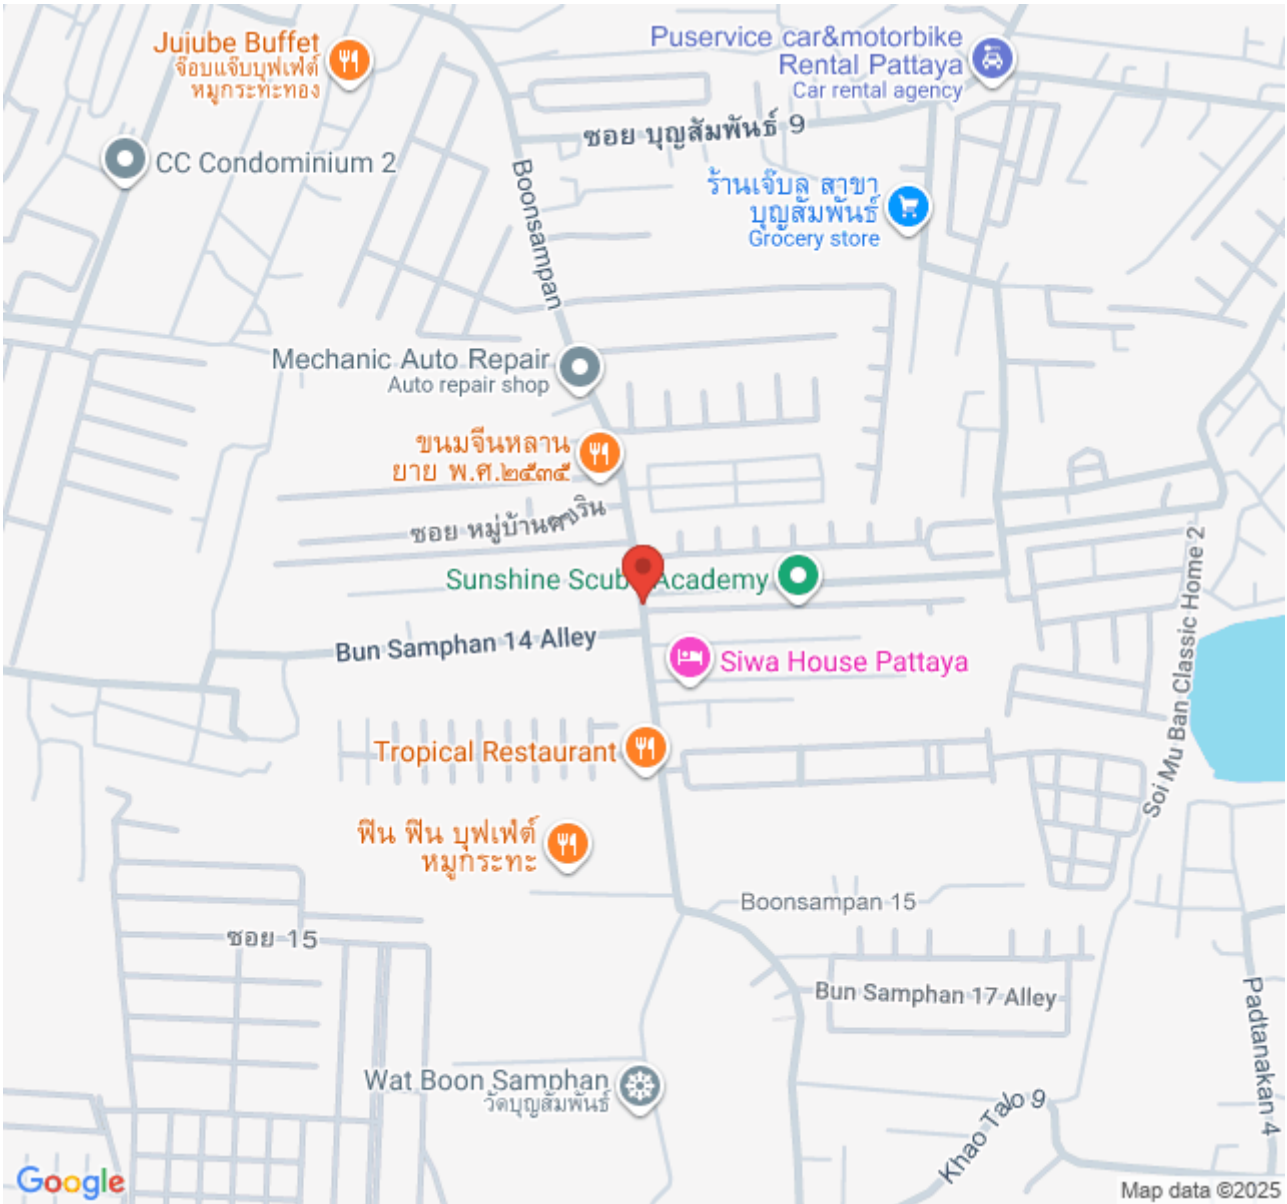 Jujube Buffet
จ๊อบแจ๊บบุฟเฟ่ต์
หมูกระทะทอง
Puservice car&motorbike
Rental Pattaya
Car rental agency
ซอย บุญสัมพันธ์ 9
CC Condominium 2
Boonsampan
ร้านเจ๊บล สาขา
บุญสัมพันธ์
Grocery store
Mechanic Auto Repair
Auto repair shop
ขนมจีนหลาน
ยาย พ.ศ.๒๕๓๕
ซอย หมู่บ้าน
Sunshine Scub Academy
Bun Samphan 14 Alley
Siwa House Pattaya
Soi Mu Ban Classic Home 2
Tropical Restaurant
ฟิน ฟิน บุฟเฟ่ต์
หมูกระทะ
Boonsampan 15
ซอย 15
Bun Samphan 17 Alley
Padtanakan 4
Wat Boon Samphan
วัดบุญสัมพันธ์
Khao Talo 9
Google
Map data ©2025